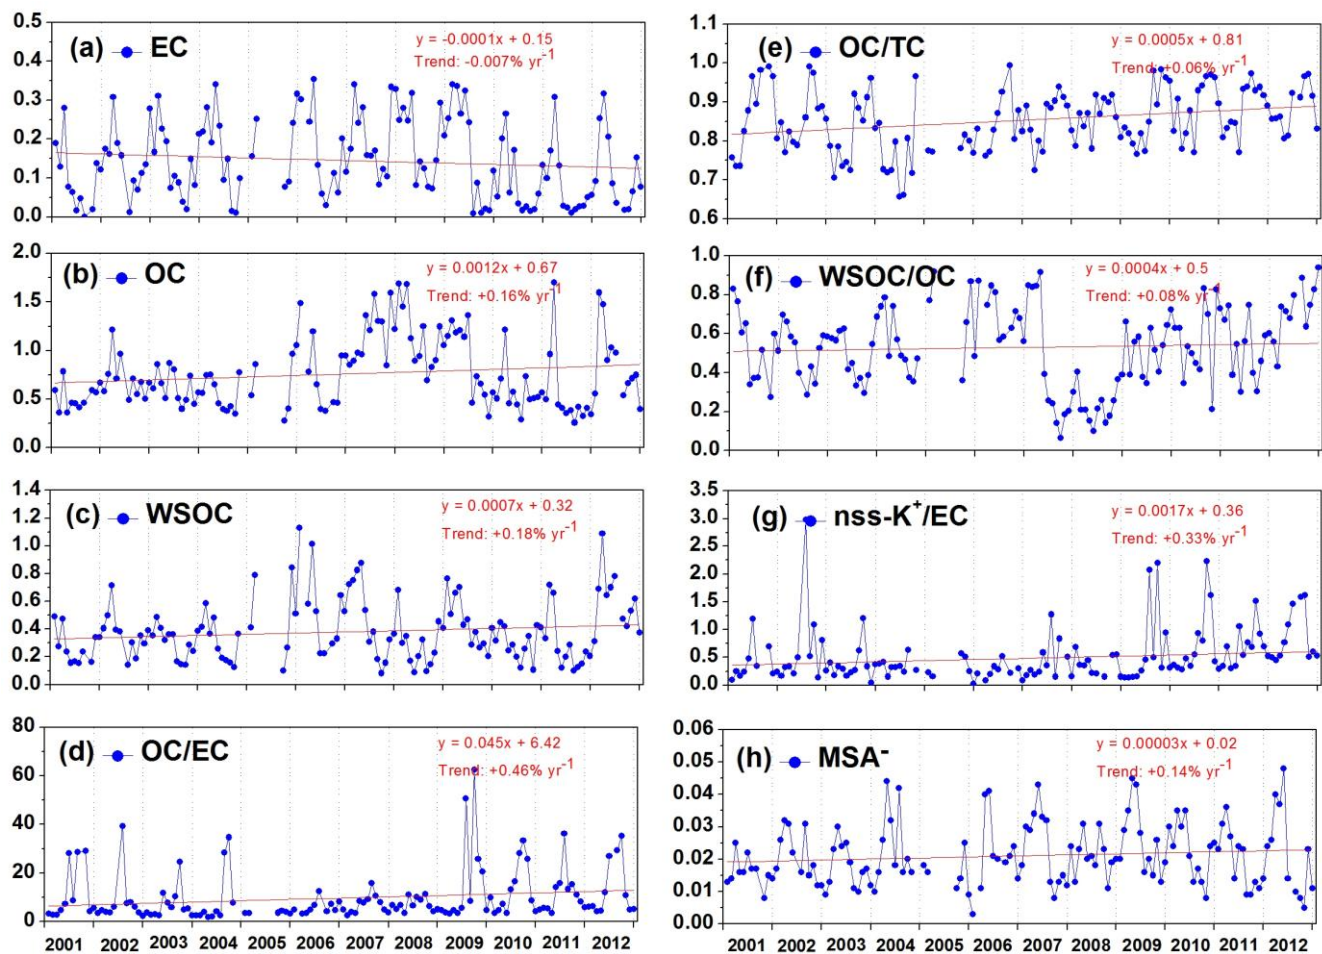 (a) EC
y = -0.0001x + 0.15
Trend: -0.007% yr-1
0.5
0.4
0.3
0.2
0.1
0.0
(b) OC
y = 0.0012x + 0.67
Trend: +0.16% yr-1
2.0
1.5
1.0
0.5
0.0
(c) WSOC
y = 0.0007x + 0.32
Trend: +0.18% yr-1
1.4
1.2
1.0
0.8
0.6
0.4
0.2
0.0
(d) OC/EC
y = 0.045x + 6.42
Trend: +0.46% yr-1
80
60
40
20
0
2001 2002 2003 2004 2005 2006 2007 2008 2009 2010 2011 2012
(e) OC/TC
y = 0.0005x + 0.81
Trend: +0.06% yr-1
1.1
1.0
0.9
0.8
0.7
0.6
(f) WSOC/OC
y = 0.0004x + 0.5
Trend: +0.08% yr-1
1.0
0.8
0.6
0.4
0.2
0.0
(g) nss-K+/EC
y = 0.0017x + 0.36
Trend: +0.33% yr-1
3.5
3.0
2.5
2.0
1.5
1.0
0.5
0.0
(h) MSA-
y = 0.00003x + 0.02
Trend: +0.14% yr-1
0.06
0.05
0.04
0.03
0.02
0.01
0.00
2001 2002 2003 2004 2005 2006 2007 2008 2009 2010 2011 2012